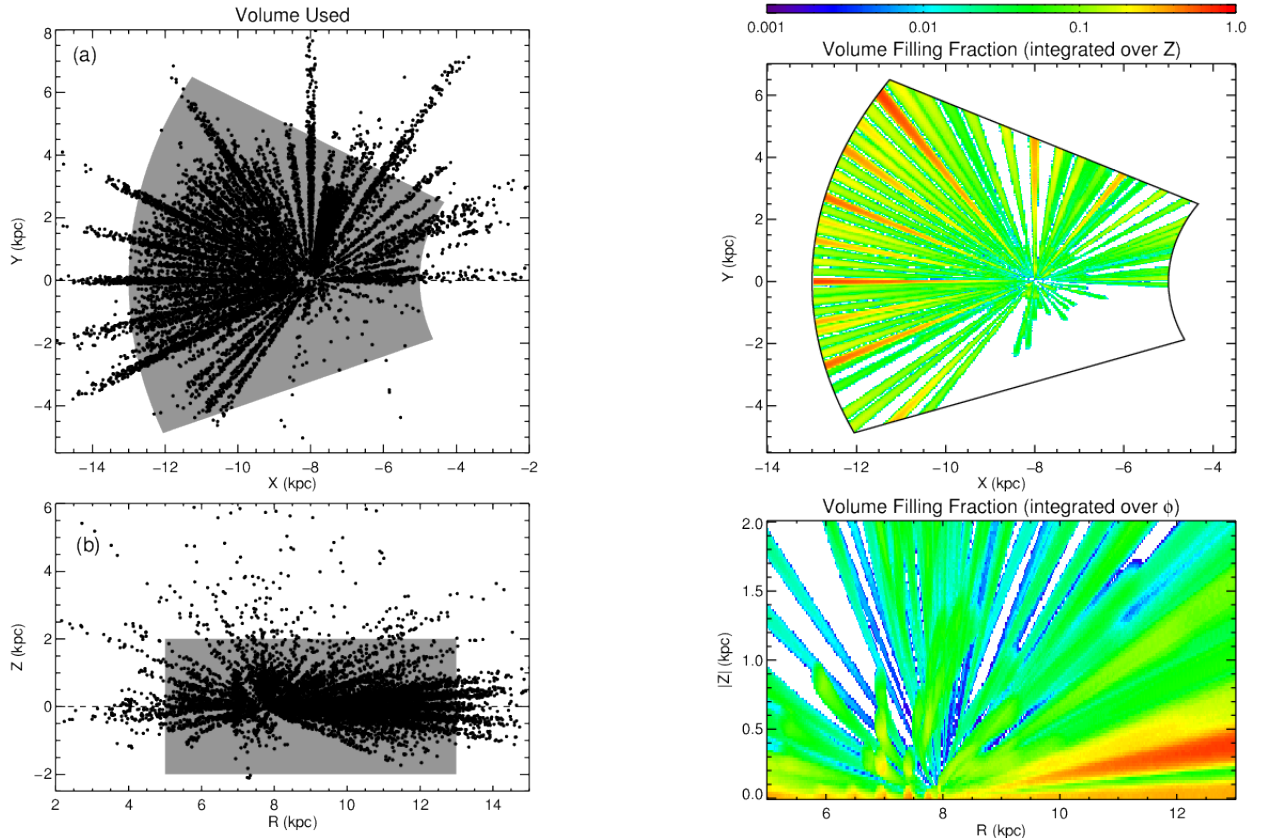 Volume Used
(a)
8
6
4
2
0
−2
−4
Y (kpc)
−14 −12 −10 −8 −6 −4 −2
X (kpc)
(b)
6
4
2
0
−2
Z (kpc)
2 4 6 8 10 12 14
R (kpc)
0.001 0.01 0.1 1.0
Volume Filling Fraction (integrated over Z)
6
4
2
0
−2
−4
Y (kpc)
−14 −12 −10 −8 −6 −4
X (kpc)
Volume Filling Fraction (integrated over ϕ)
2.0
1.5
1.0
0.5
0.0
|Z| (kpc)
6 8 10 12
R (kpc)